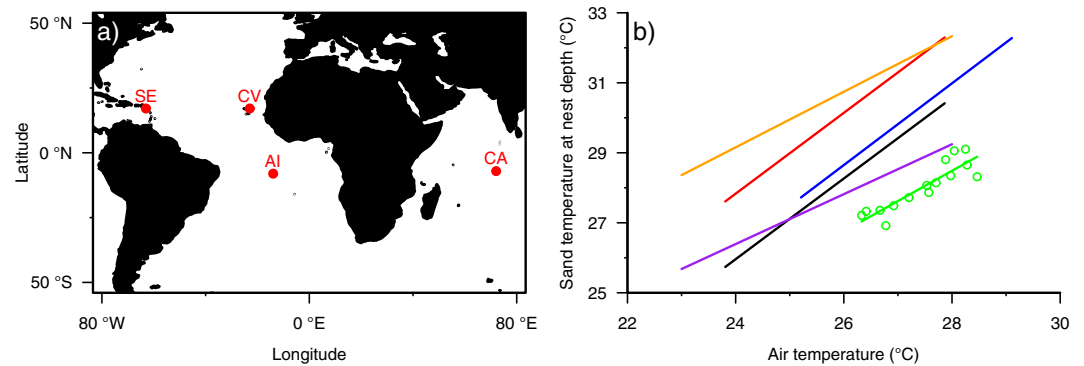 a)
50 °N
0 °N
50 °S
Latitude
SE
CV
AI
CA
80 °W
0 °E
80 °E
Longitude
b)
33
31
29
27
25
Sand temperature at nest depth (°C)
22
24
26
28
30
Air temperature (°C)